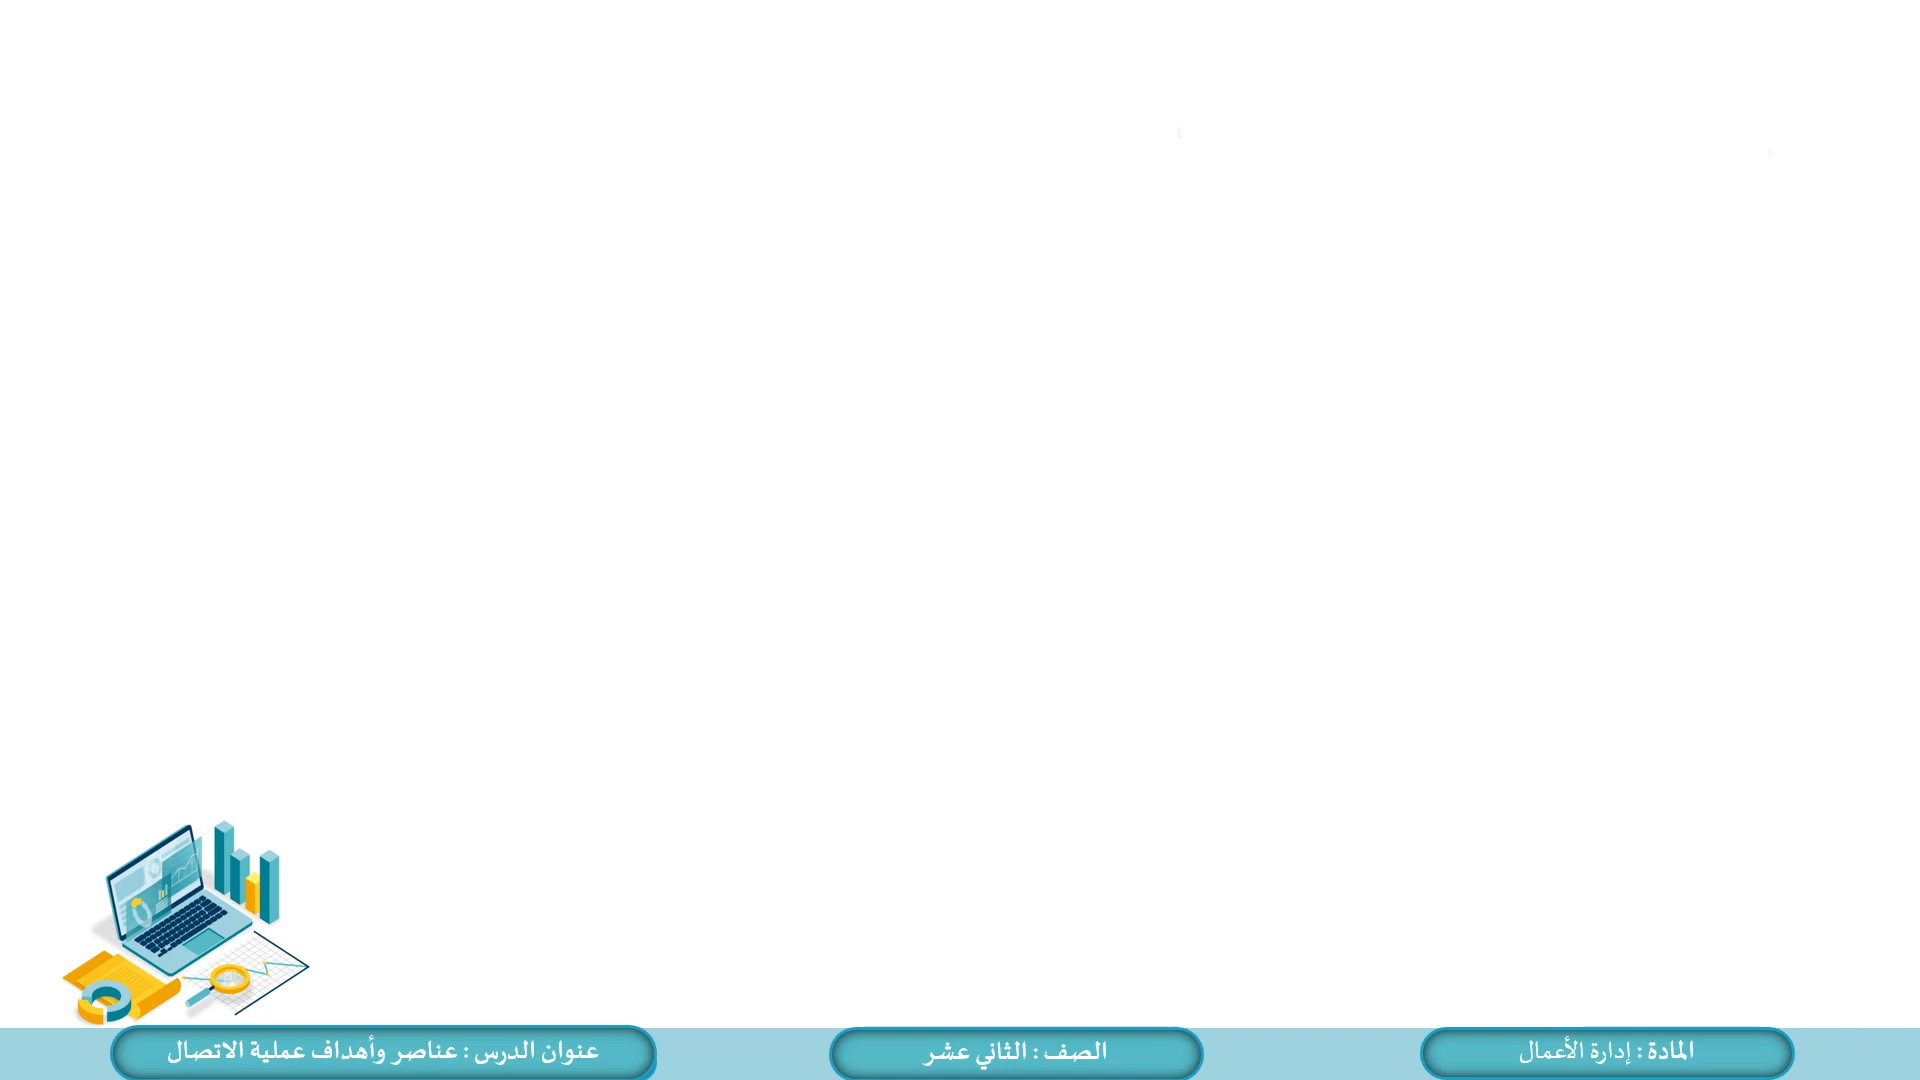 المادة : إدارة الأعمال
الصف : الثاني عشر
عنوان الدرس : عناصر وأهداف عملية الاتصال